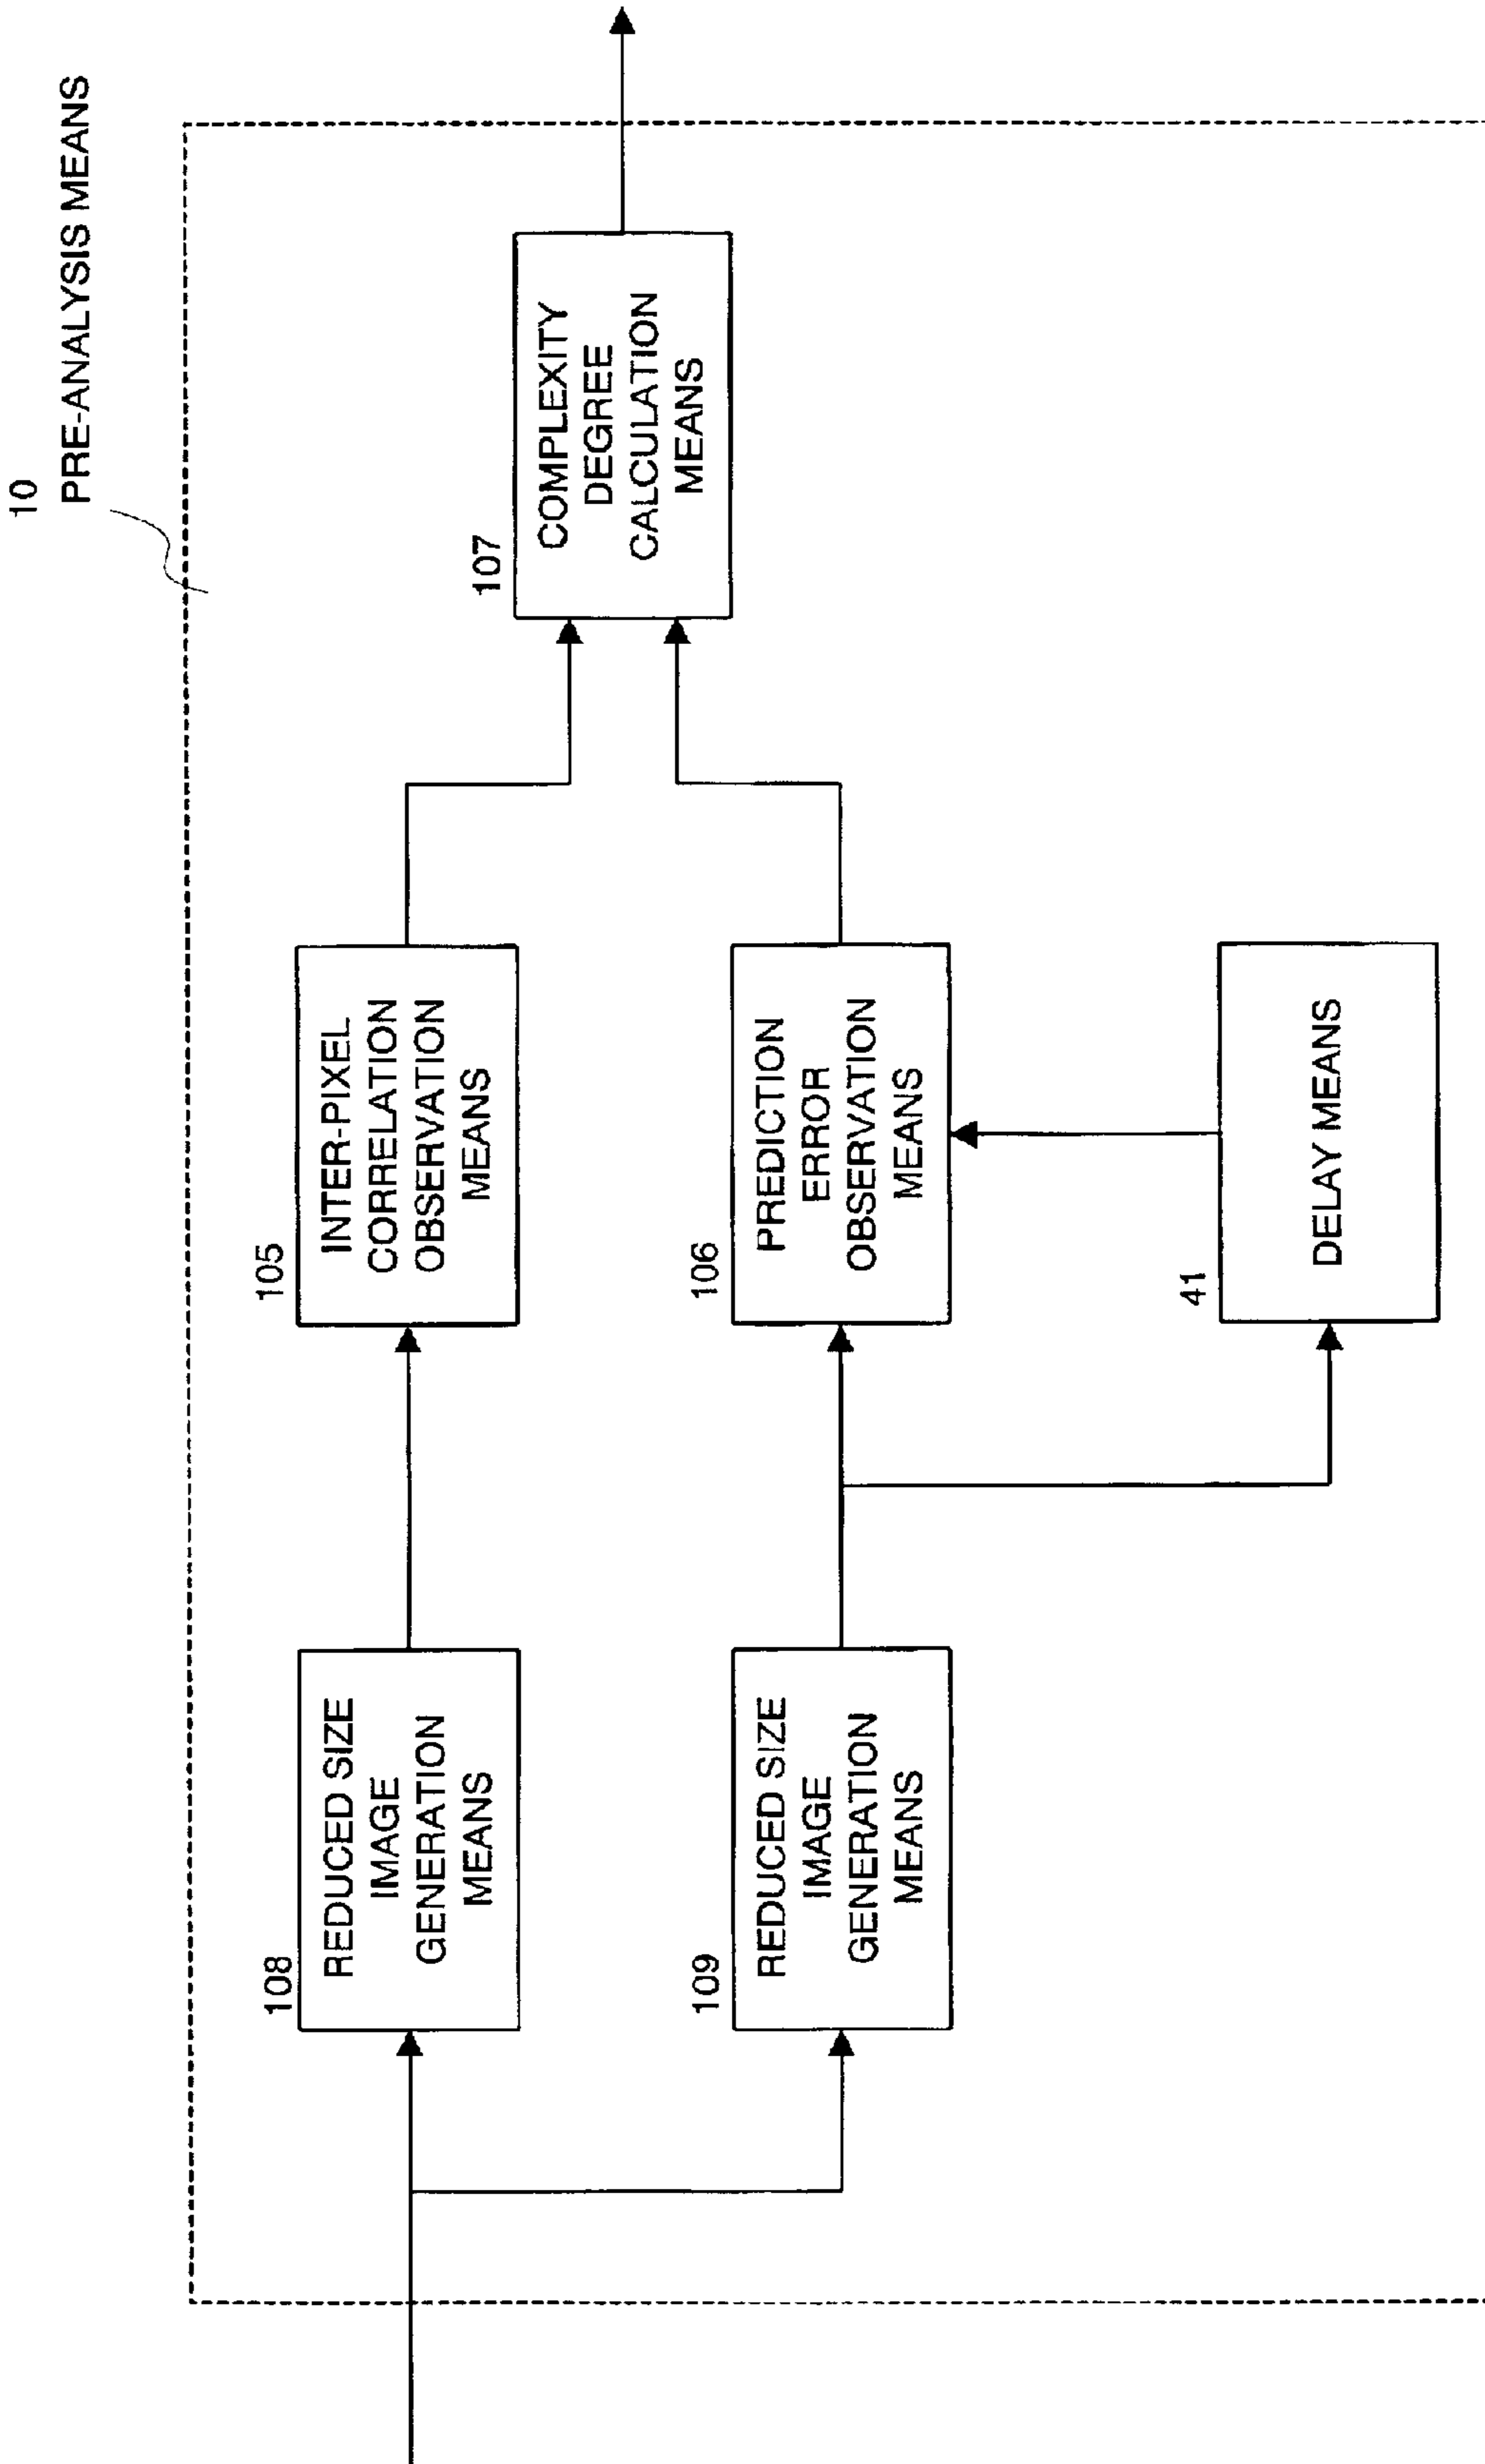 10
PRE-ANALYSIS MEANS
108
REDUCED SIZE
IMAGE
GENERATION
MEANS
105
INTER-PIXEL
CORRELATION
OBSERVATION
MEANS
107
COMPLEXITY
DEGREE
CALCULATION
MEANS
109
REDUCED SIZE
IMAGE
GENERATION
MEANS
106
PREDICTION
ERROR
OBSERVATION
MEANS
41
DELAY MEANS